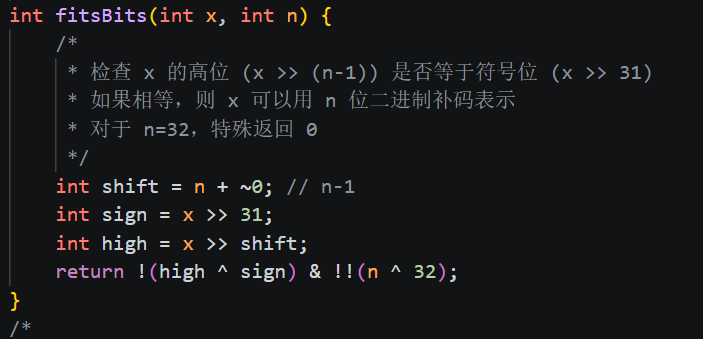 int fitsBits(int x, int n) {
    /*
     * 检查 x 的高位 (x >> (n-1)) 是否等于符号位 (x >> 31)
     * 如果相等，则 x 可以用 n 位二进制补码表示
     * 对于 n=32，特殊返回 0
     */
    int shift = n + ~0; // n-1
    int sign = x >> 31;
    int high = x >> shift;
    return !(high ^ sign) & !!(n ^ 32);
}
/*